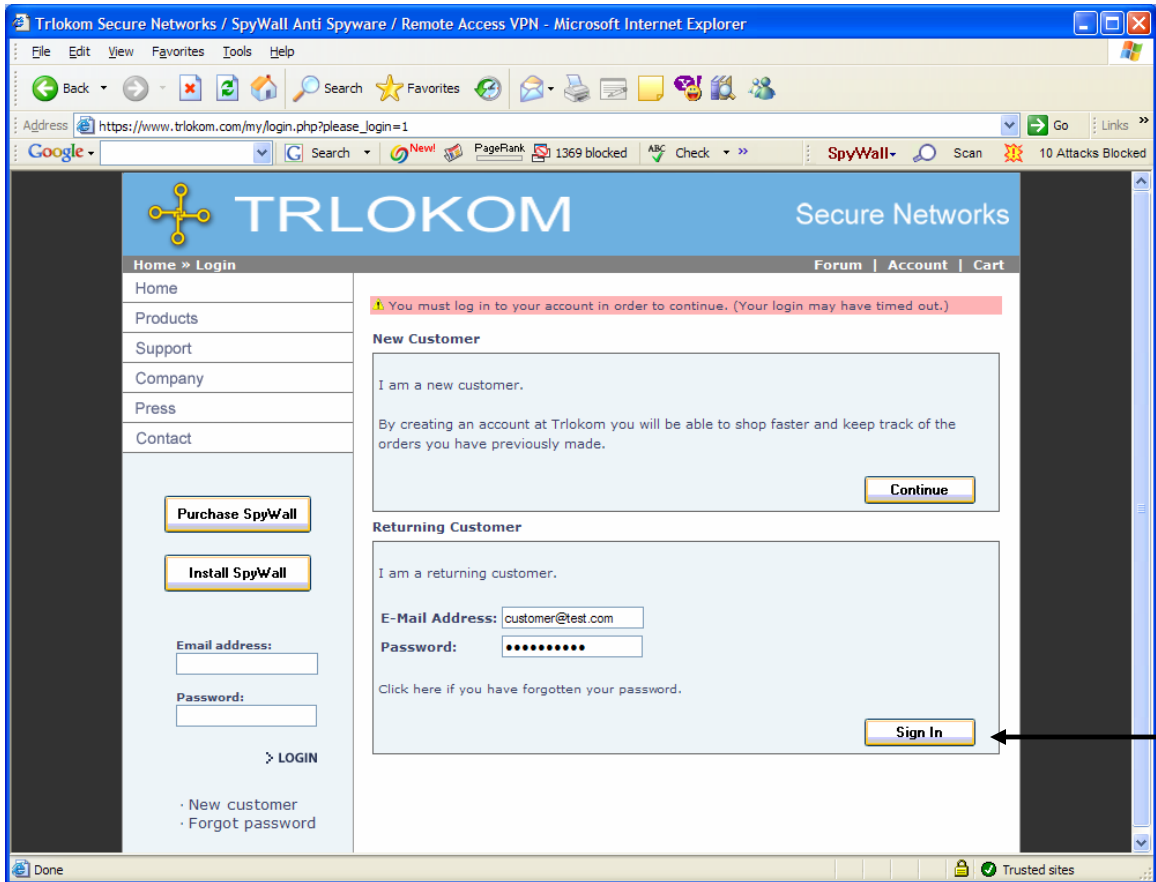 Trlokom Secure Networks / SpyWall Anti Spyware / Remote Access VPN - Microsoft Internet Explorer
File Edit View Favorites Tools Help
Back Search Favorites
Address https://www.trlokom.com/my/login.php?please_login=1 Go Links »
Google Search New! PageRank 1369 blocked ABC Check » SpyWall Scan 10 Attacks Blocked
TRLOKOM Secure Networks
Home » Login Forum | Account | Cart
Home
Products
Support
Company
Press
Contact
Purchase SpyWall
Install SpyWall
Email address:
Password:
> LOGIN
· New customer
· Forgot password
You must log in to your account in order to continue. (Your login may have timed out.)
New Customer
I am a new customer.
By creating an account at Trlokom you will be able to shop faster and keep track of the
orders you have previously made.
Continue
Returning Customer
I am a returning customer.
E-Mail Address: customer@test.com
Password: ••••••••••
Click here if you have forgotten your password.
Sign In
Done Trusted sites